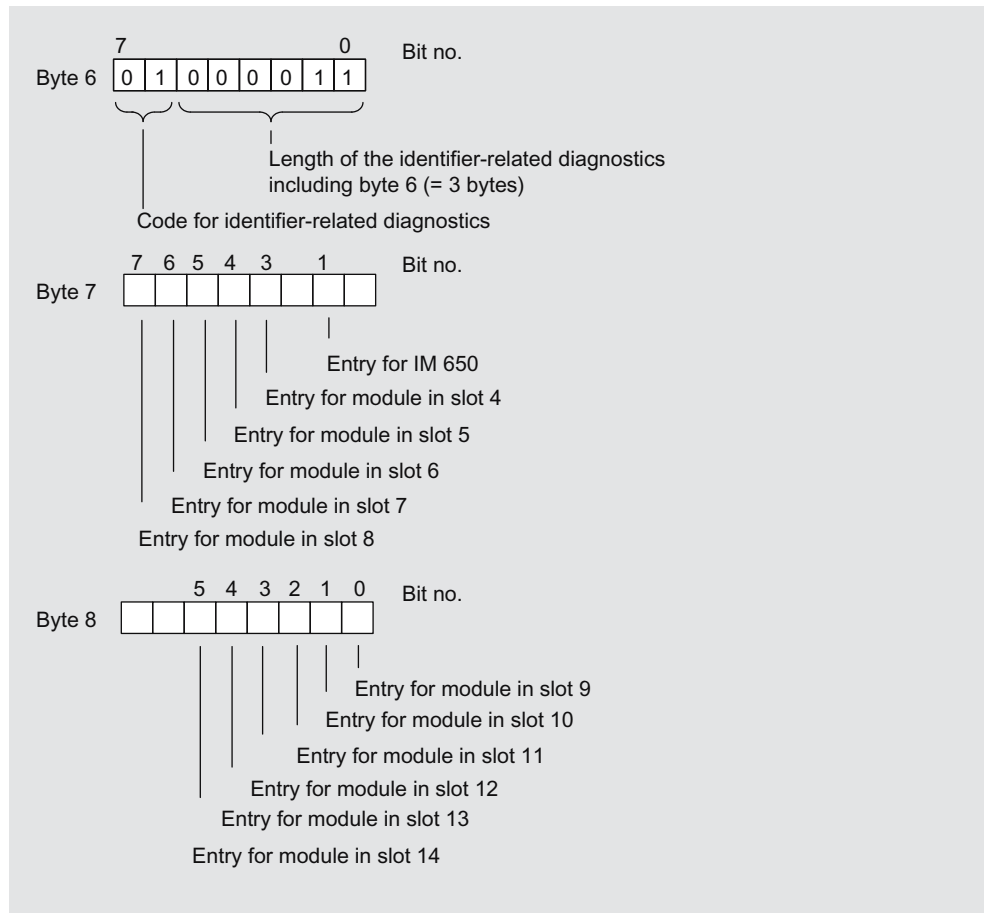 7 0 Bit no.
Byte 6 0 1 0 0 0 0 1 1
Length of the identifier-related diagnostics
including byte 6 (= 3 bytes)
Code for identifier-related diagnostics
7 6 5 4 3 1 Bit no.
Byte 7
Entry for IM 650
Entry for module in slot 4
Entry for module in slot 5
Entry for module in slot 6
Entry for module in slot 7
Entry for module in slot 8
5 4 3 2 1 0 Bit no.
Byte 8
Entry for module in slot 9
Entry for module in slot 10
Entry for module in slot 11
Entry for module in slot 12
Entry for module in slot 13
Entry for module in slot 14